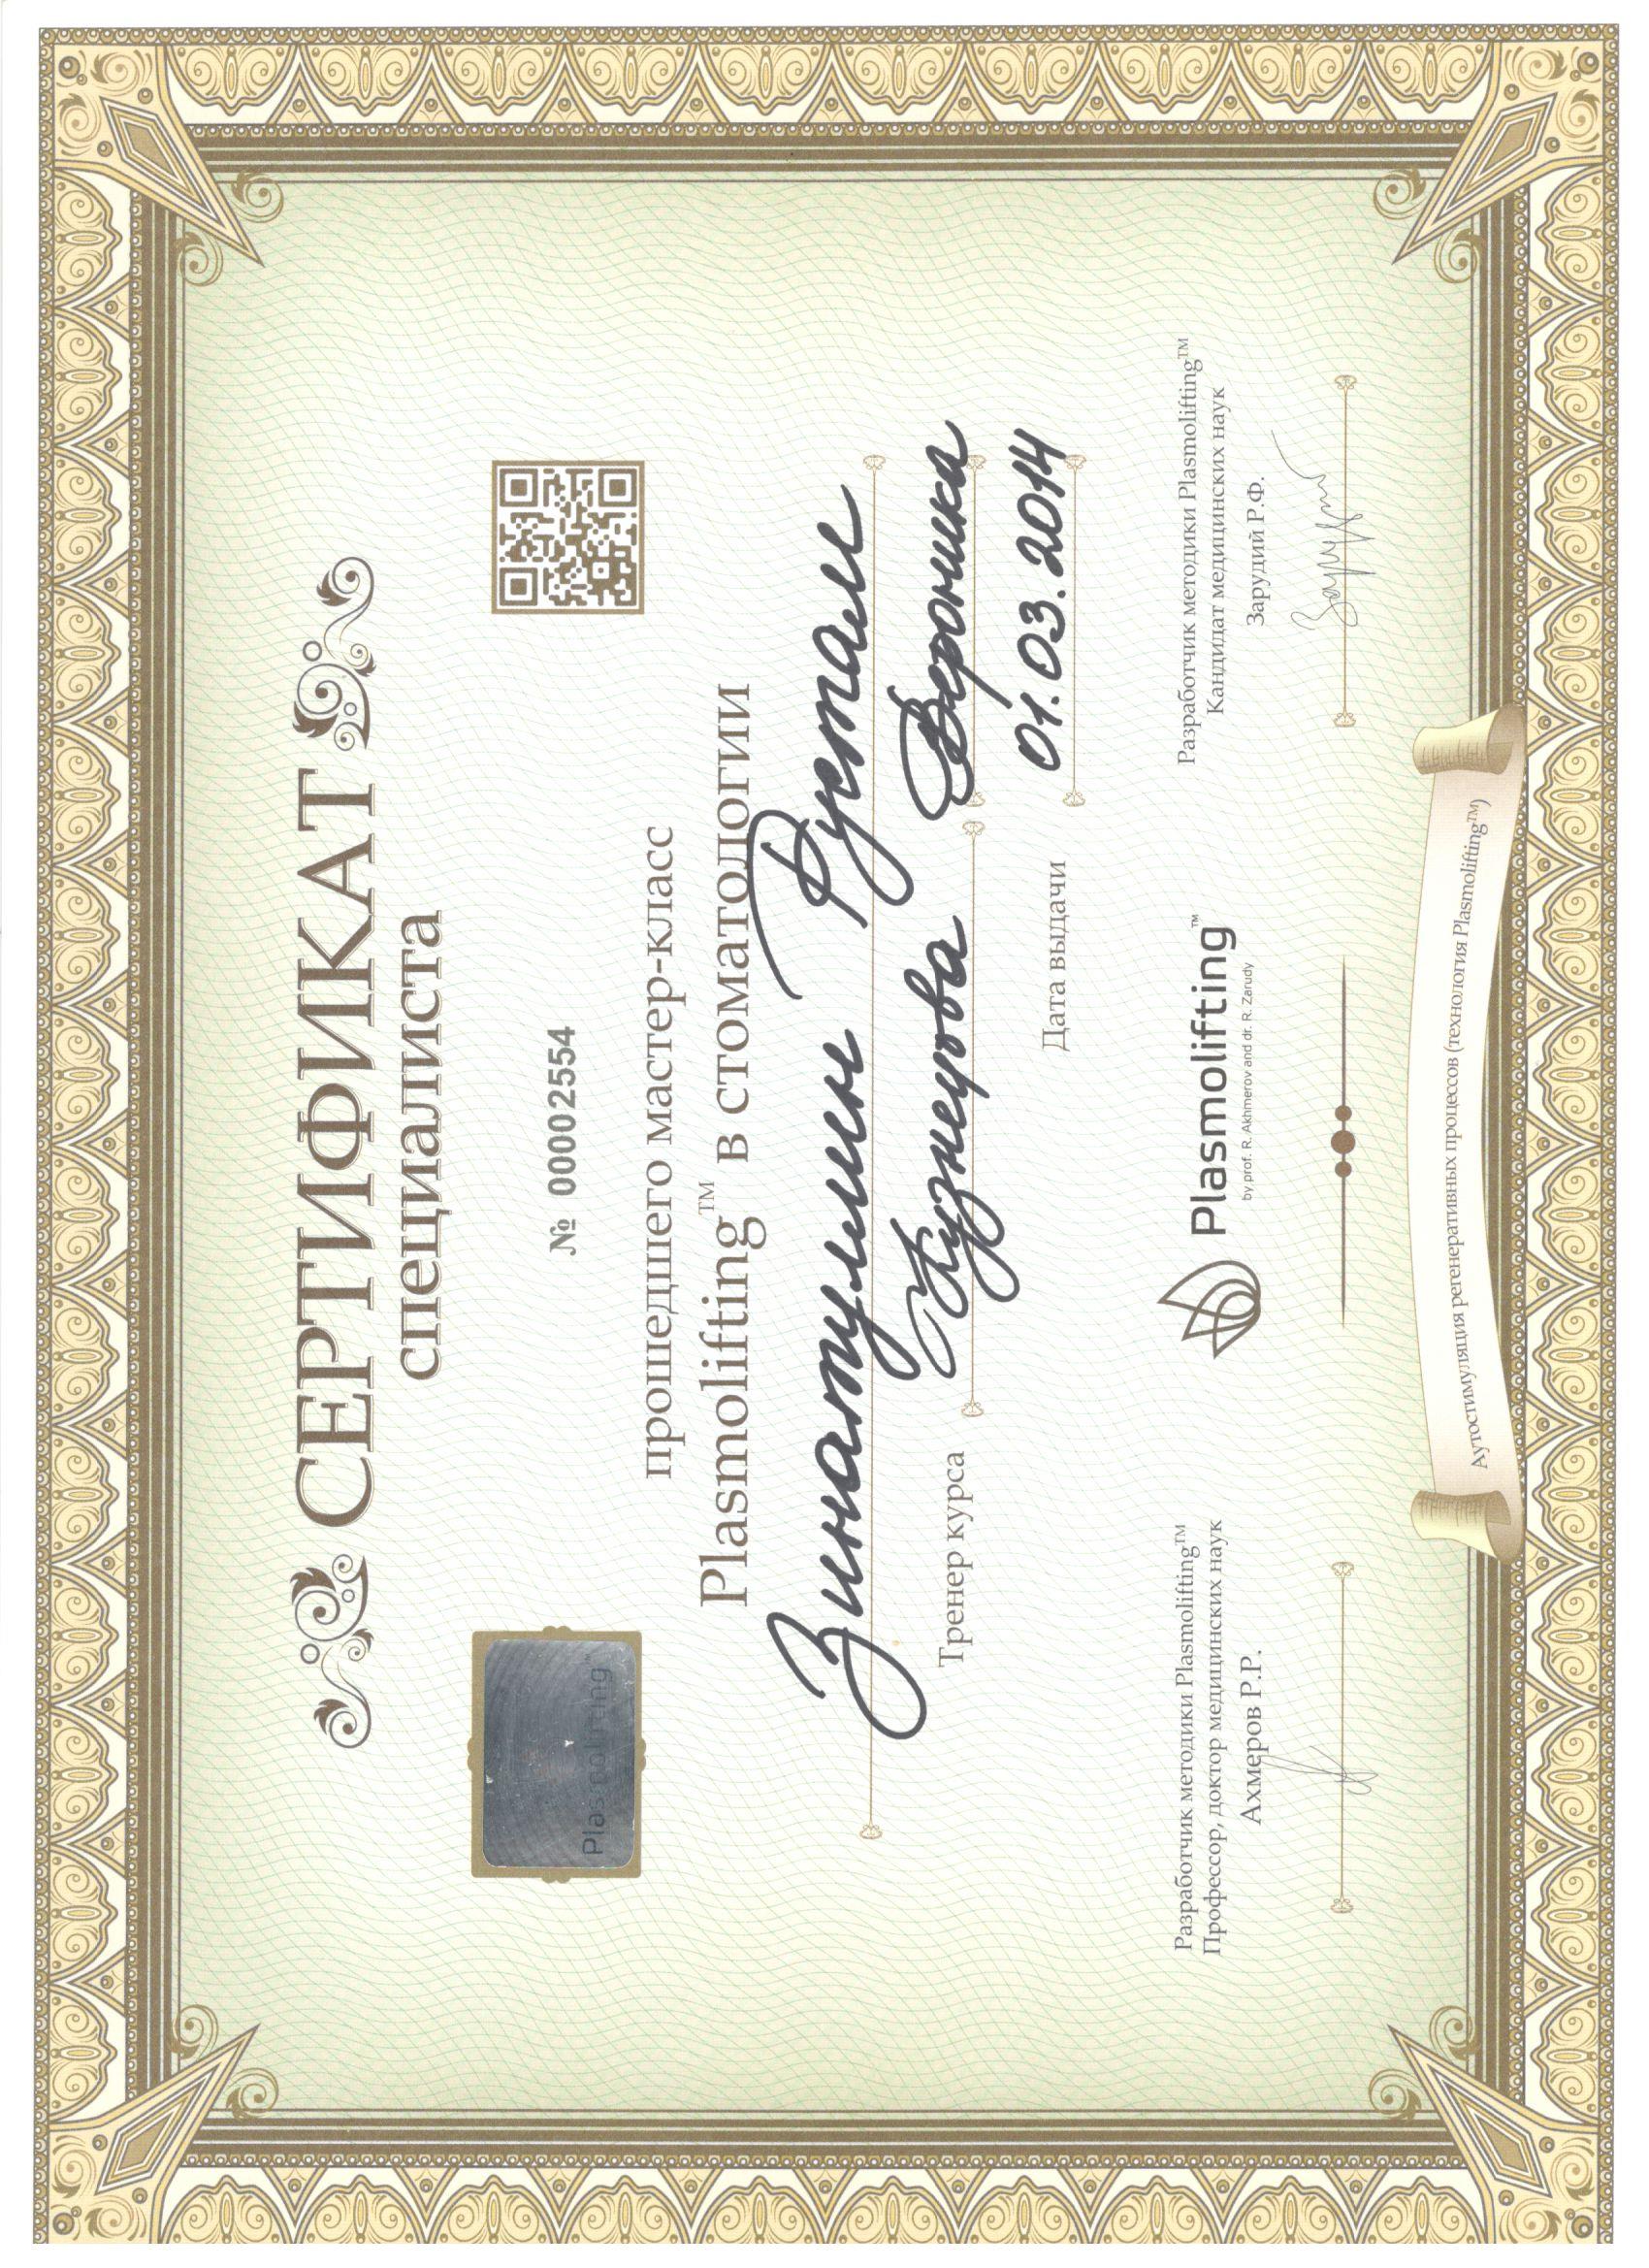 СЕРТИФИКАТ
специалиста
№ 00002554
Plasmolifting™
прошедшего мастер-класс
Plasmolifting™ в стоматологии
Зинатуллин Рустам
Тренер курса Кузнецова Вероника
Дата выдачи 01.03.2014
Разработчик методики Plasmolifting™
Профессор, доктор медицинских наук
Ахмеров Р.Р.
Plasmolifting™
by prof. R. Akhmerov and dr. R. Zarudy
Разработчик методики Plasmolifting™
Кандидат медицинских наук
Зарудий Р.Ф.
Аутостимуляция регенеративных процессов (технология Plasmolifting™)